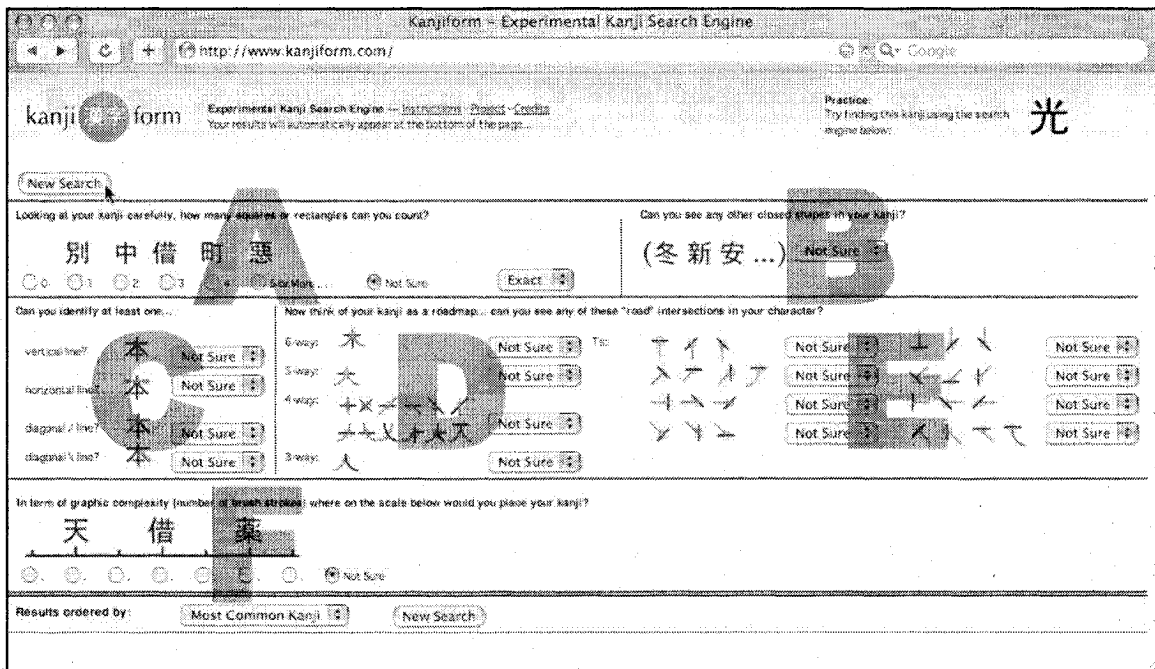 Kanjiform – Experimental Kanji Search Engine
http://www.kanjiform.com/
Google
kanji 漢字 form
Experimental Kanji Search Engine — Instructions · Project · Credits
Your results will automatically appear at the bottom of the page...
Practice:
Try finding this kanji using the search
engine below:
光
New Search
A
B
Looking at your kanji carefully, how many squares or rectangles can you count?
別 中 借 町 悪
0 1 2 3 4 5 or More... Not Sure
Exact
Can you see any other closed shapes in your kanji?
(冬 新 安 ...) Not Sure
C
D
E
Can you identify at least one...
vertical line? 本 Not Sure
horizontal line? 本 Not Sure
diagonal / line? 本 Not Sure
diagonal \ line? 本 Not Sure
Now think of your kanji as a roadmap... can you see any of these "road" intersections in your character?
6-way: Not Sure
5-way: Not Sure
4-way: Not Sure
3-way: Not Sure
Ts: Not Sure Not Sure
Not Sure Not Sure
Not Sure Not Sure
Not Sure Not Sure
F
In term of graphic complexity (number of brush strokes) where on the scale below would you place your kanji?
天 借 薬
Not Sure
Results ordered by: Most Common Kanji New Search